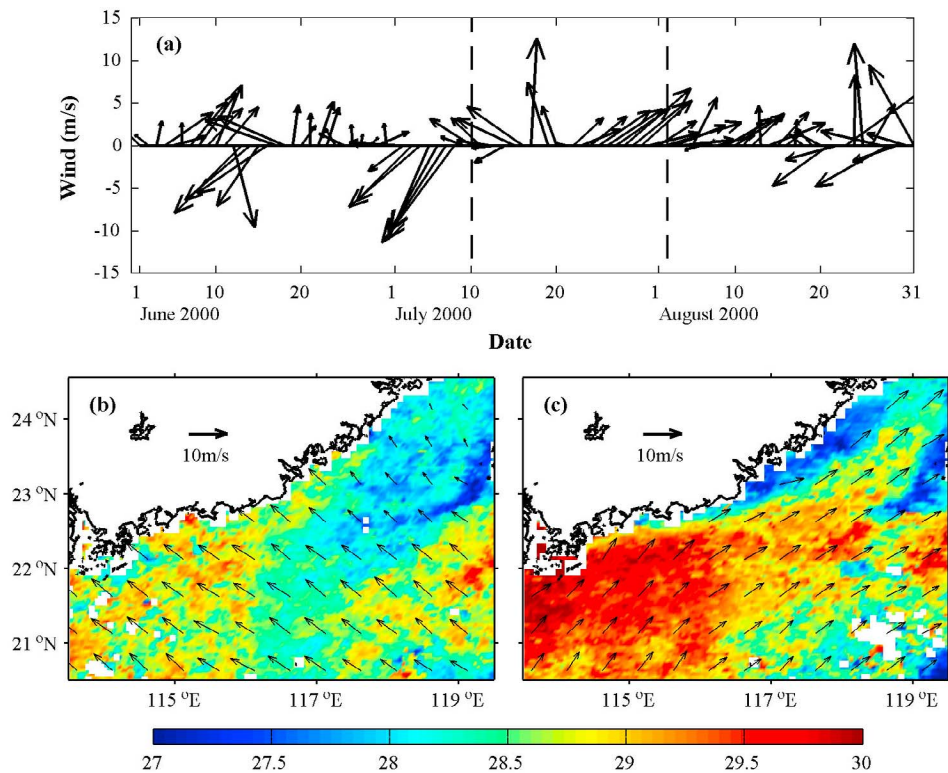 15
(a)
10
5
0
-5
-10
-15
Wind (m/s)
1 10 20 1 10 20 1 10 20 31
June 2000 July 2000 August 2000
Date
(b) (c)
24 °N
10m/s 10m/s
23 °N
22 °N
21 °N
115 °E 117 °E 119 °E 115 °E 117 °E 119 °E
27 27.5 28 28.5 29 29.5 30